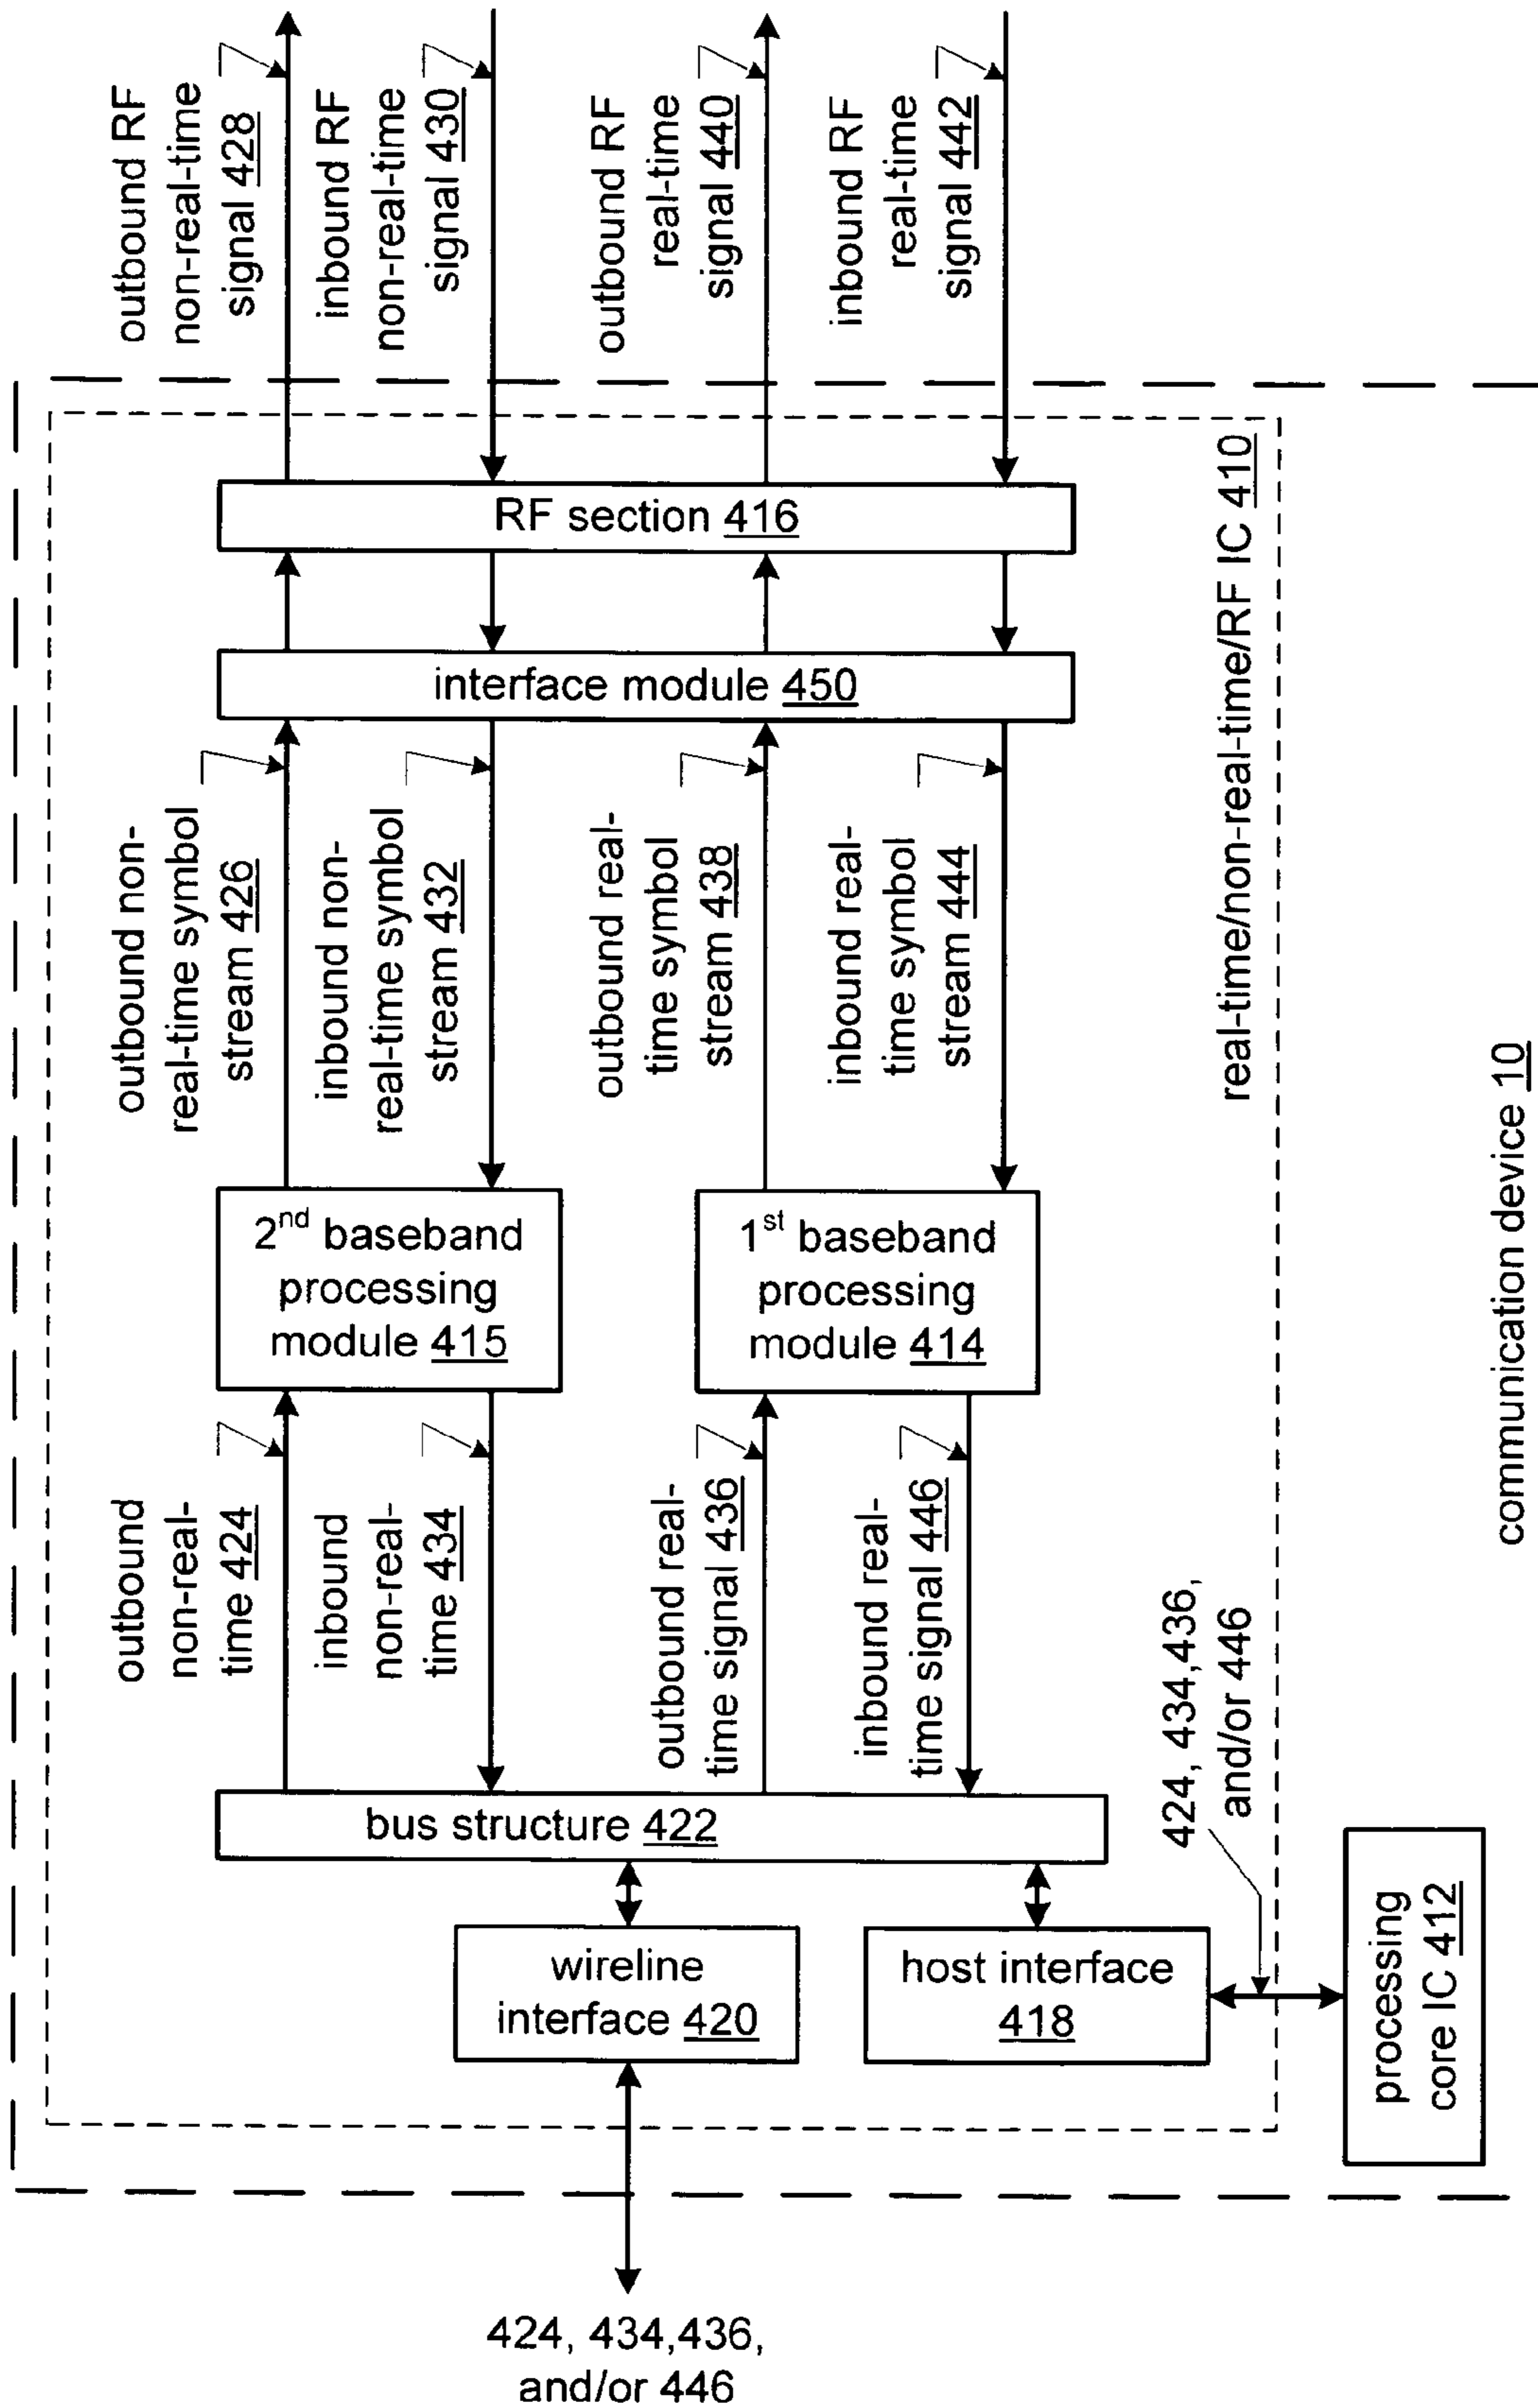 outbound RF
non-real-time
signal 428
inbound RF
non-real-time
signal 430
outbound RF
real-time
signal 440
inbound RF
real-time
signal 442
RF section 416
interface module 450
real-time/non-real-time/RF IC 410
outbound non-
real-time symbol
stream 426
inbound non-
real-time symbol
stream 432
outbound real-
time symbol
stream 438
inbound real-
time symbol
stream 444
2nd baseband
processing
module 415
1st baseband
processing
module 414
outbound
non-real-
time 424
inbound
non-real-
time 434
outbound real-
time signal 436
inbound real-
time signal 446
bus structure 422
424, 434,436,
and/or 446
wireline
interface 420
host interface
418
processing
core IC 412
communication device 10
424, 434,436,
and/or 446